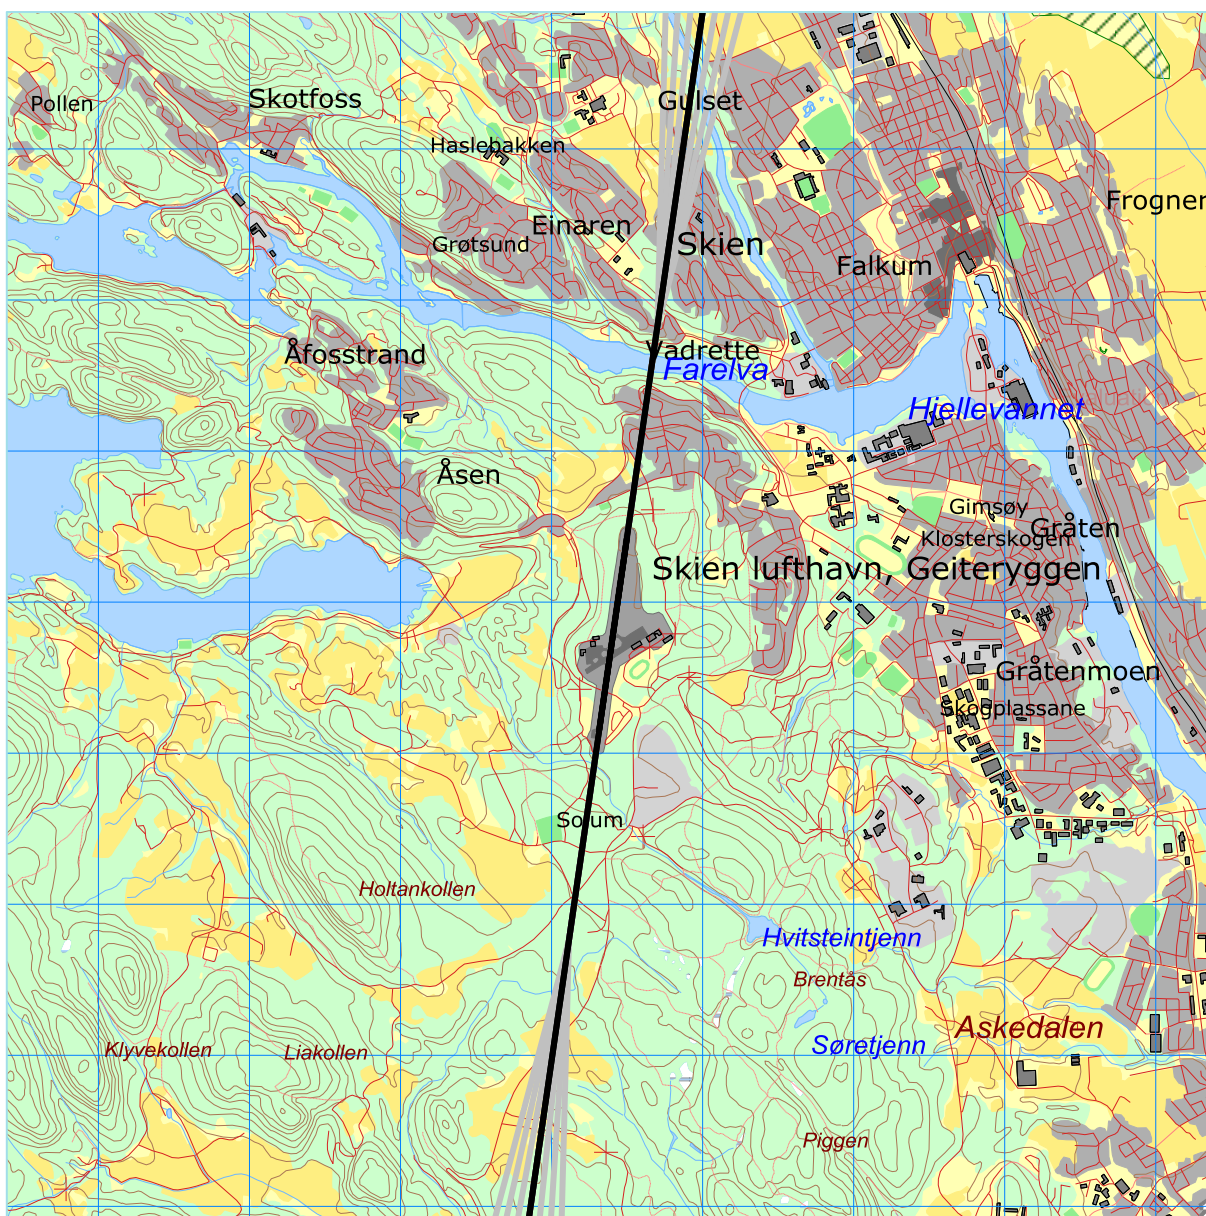 Pollen
Skotfoss
Gulset
Haslebakken
Frogner
Einaren
Grøtsund
Skien
Falkum
Åfosstrand
Vadrette
Farelva
Hjellevannet
Åsen
Gimsøy
Gråten
Klosterskogen
Skien lufthavn, Geiteryggen
Gråtenmoen
Skogplassane
Solum
Holtankollen
Hvitsteintjenn
Brentås
Askedalen
Klyvekollen
Liakollen
Søretjenn
Piggen